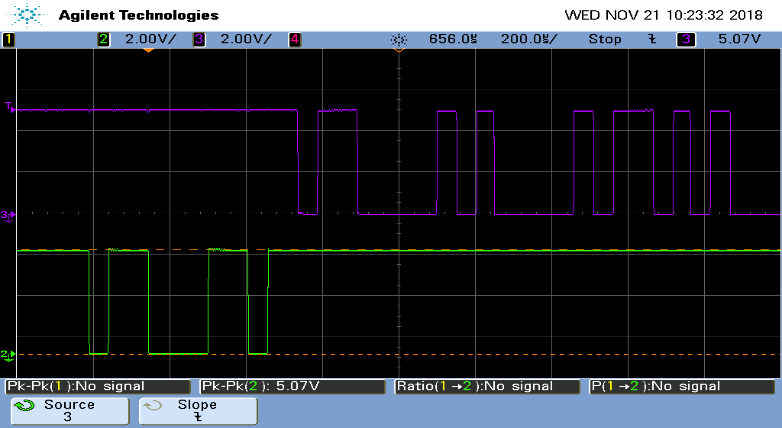 Agilent Technologies WED NOV 21 10:23:32 2018
1 2 2.00V/ 3 2.00V/ 4 656.0s 200.0s/ Stop 3 5.07V
T
3
2
Pk-Pk(1):No signal Pk-Pk(2): 5.07V Ratio(1→2):No signal P(1→2):No signal
Source Slope
3